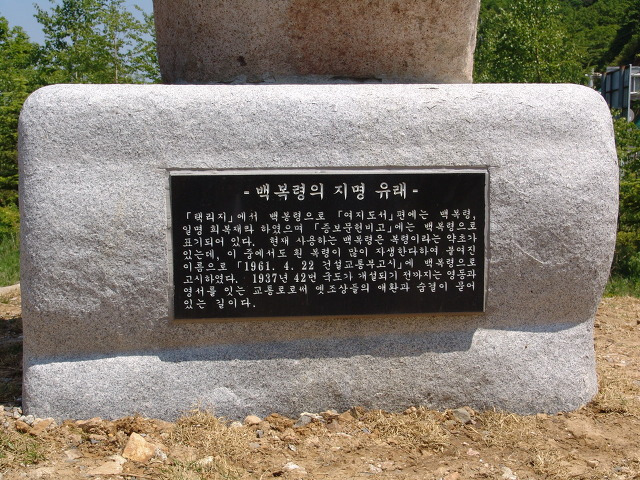 - 백복령의 지명 유래 -
「택리지」에서 백봉령으로 「여지도서」편에는 백복령,
일명 희복재라 하였으며 「증보문헌비고」에는 백복령으로
표기되어 있다. 현재 사용하는 백복령은 복령이라는 약초가
있는데, 이 중에서도 흰 복령이 많이 자생한다하여 붙여진
이름으로 「1961. 4. 22 건설교통부고시」에 백복령으로
고시하였다. 1937년 42번 국도가 개설되기 전까지는 영동과
영서를 잇는 교통로로써 옛조상들의 애환과 숨결이 묻어
있는 길이다.